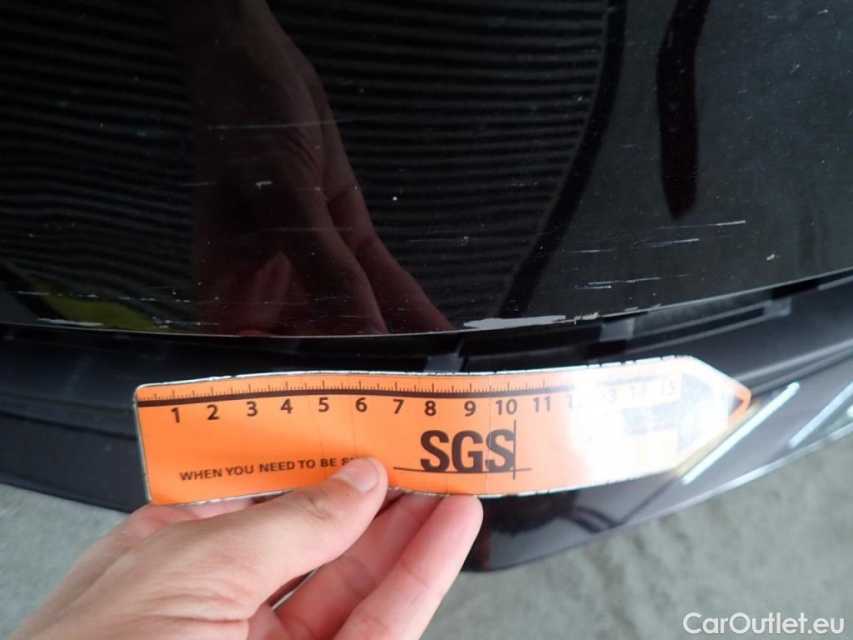 1 2 3 4 5 6 7 8 9 10 11
SGS
WHEN YOU NEED TO BE
CarOutlet.eu